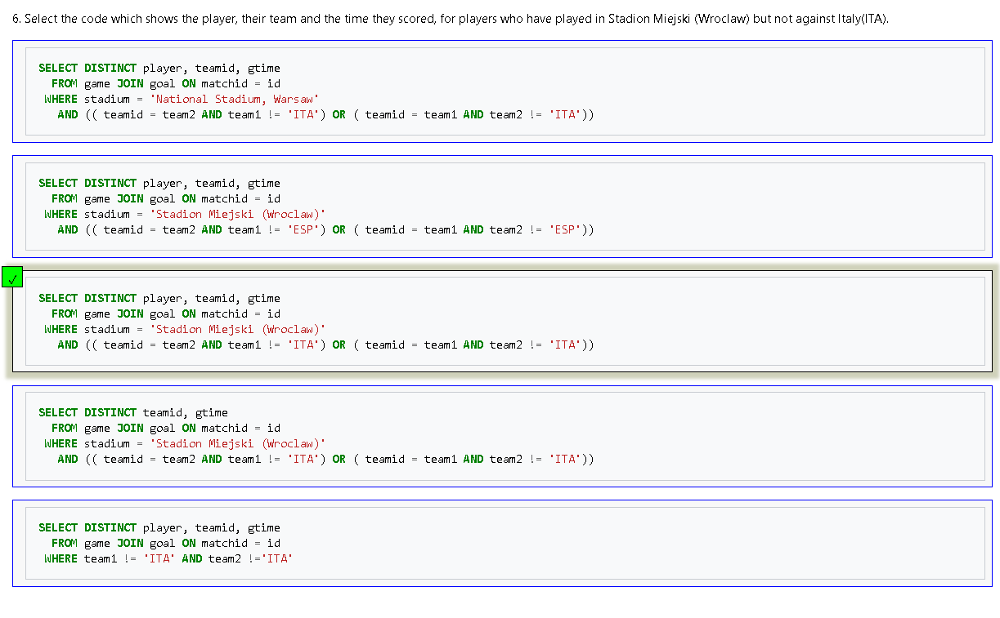 6. Select the code which shows the player, their team and the time they scored, for players who have played in Stadion Miejski (Wroclaw) but not against Italy(ITA).
SELECT DISTINCT player, teamid, gtime
FROM game JOIN goal ON matchid = id
WHERE stadium = 'National Stadium, Warsaw'
AND (( teamid = team2 AND team1 != 'ITA') OR ( teamid = team1 AND team2 != 'ITA'))
SELECT DISTINCT player, teamid, gtime
FROM game JOIN goal ON matchid = id
WHERE stadium = 'Stadion Miejski (Wroclaw)'
AND (( teamid = team2 AND team1 != 'ESP') OR ( teamid = team1 AND team2 != 'ESP'))
✓
SELECT DISTINCT player, teamid, gtime
FROM game JOIN goal ON matchid = id
WHERE stadium = 'Stadion Miejski (Wroclaw)'
AND (( teamid = team2 AND team1 != 'ITA') OR ( teamid = team1 AND team2 != 'ITA'))
SELECT DISTINCT teamid, gtime
FROM game JOIN goal ON matchid = id
WHERE stadium = 'Stadion Miejski (Wroclaw)'
AND (( teamid = team2 AND team1 != 'ITA') OR ( teamid = team1 AND team2 != 'ITA'))
SELECT DISTINCT player, teamid, gtime
FROM game JOIN goal ON matchid = id
WHERE team1 != 'ITA' AND team2 !='ITA'